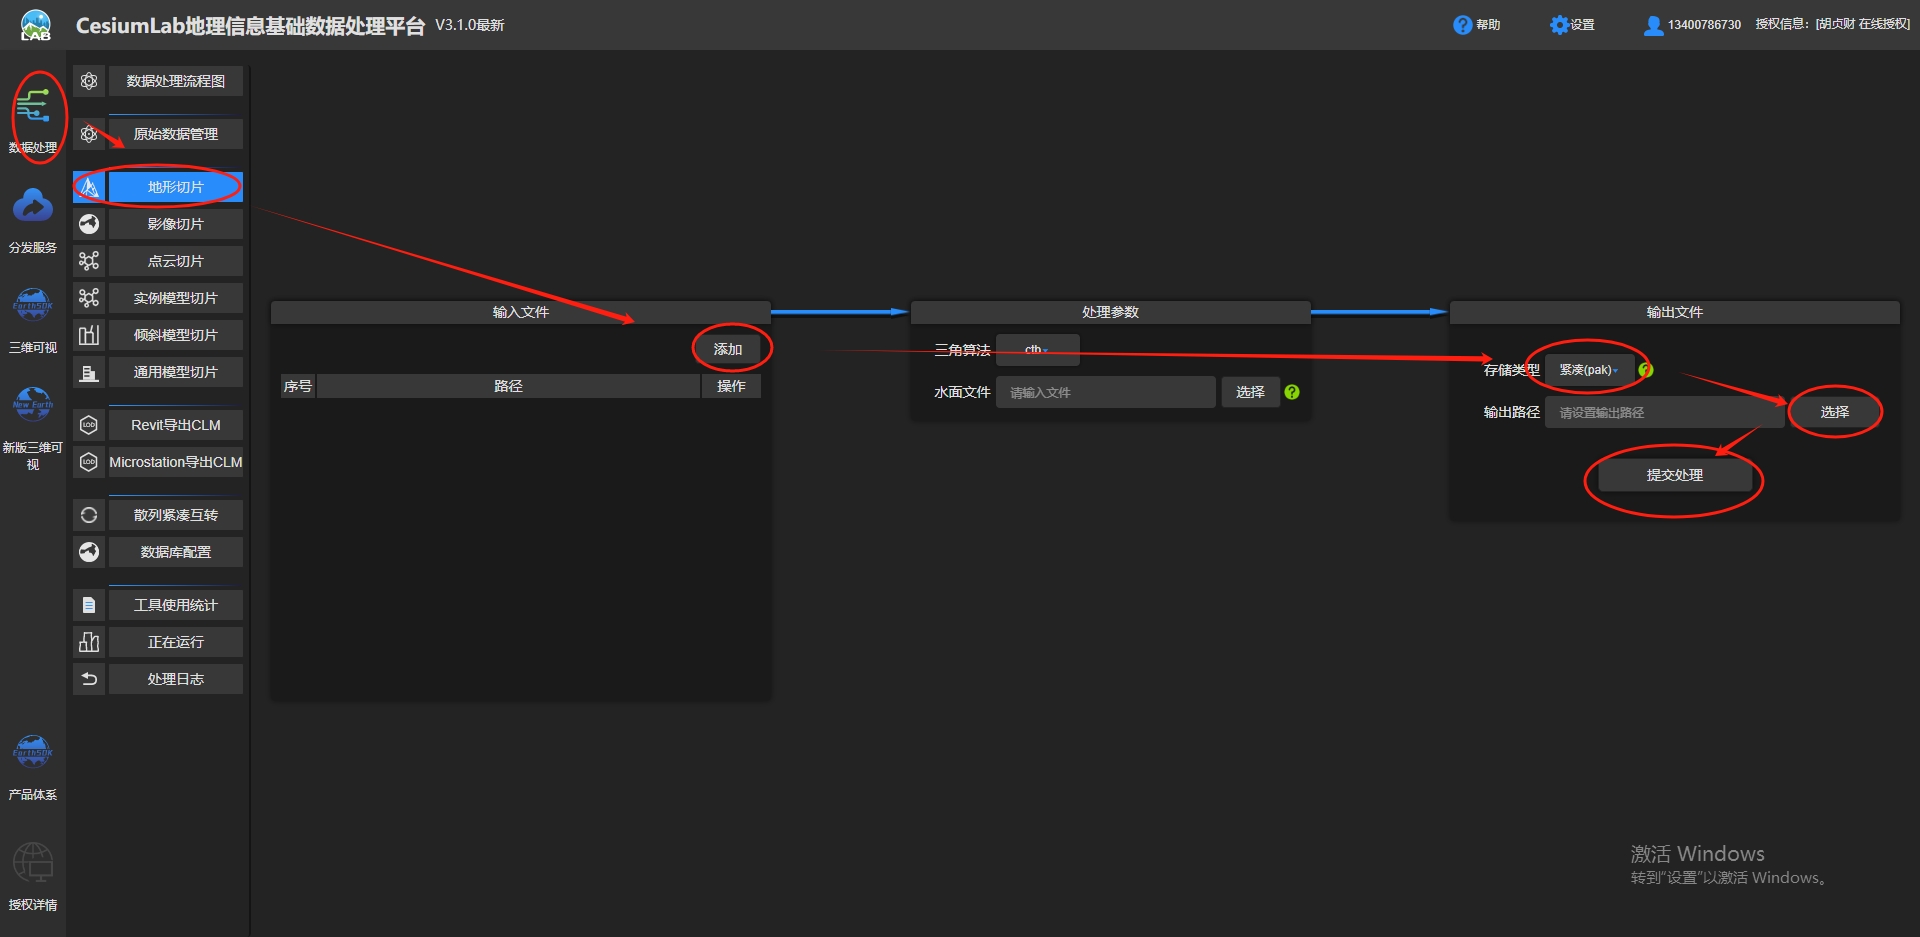 LAB CesiumLab地理信息基础数据处理平台 V3.1.0最新
帮助
设置
13400786730
授权信息：[胡贞财 在线授权]
数据处理
分发服务
EarthSDK
三维可视
New Earth
新版三维可
视
EarthSDK
产品体系
授权详情
数据处理流程图
原始数据管理
地形切片
影像切片
点云切片
实例模型切片
倾斜模型切片
通用模型切片
LOD Revit导出CLM
LOD Microstation导出CLM
散列紧凑互转
数据库配置
工具使用统计
正在运行
处理日志
输入文件
添加
序号 路径 操作
处理参数
三角算法 ctb
水面文件 请输入文件 选择 ?
输出文件
存储类型 紧凑(pak) ?
输出路径 请设置输出路径 选择
提交处理
激活 Windows
转到“设置”以激活 Windows。